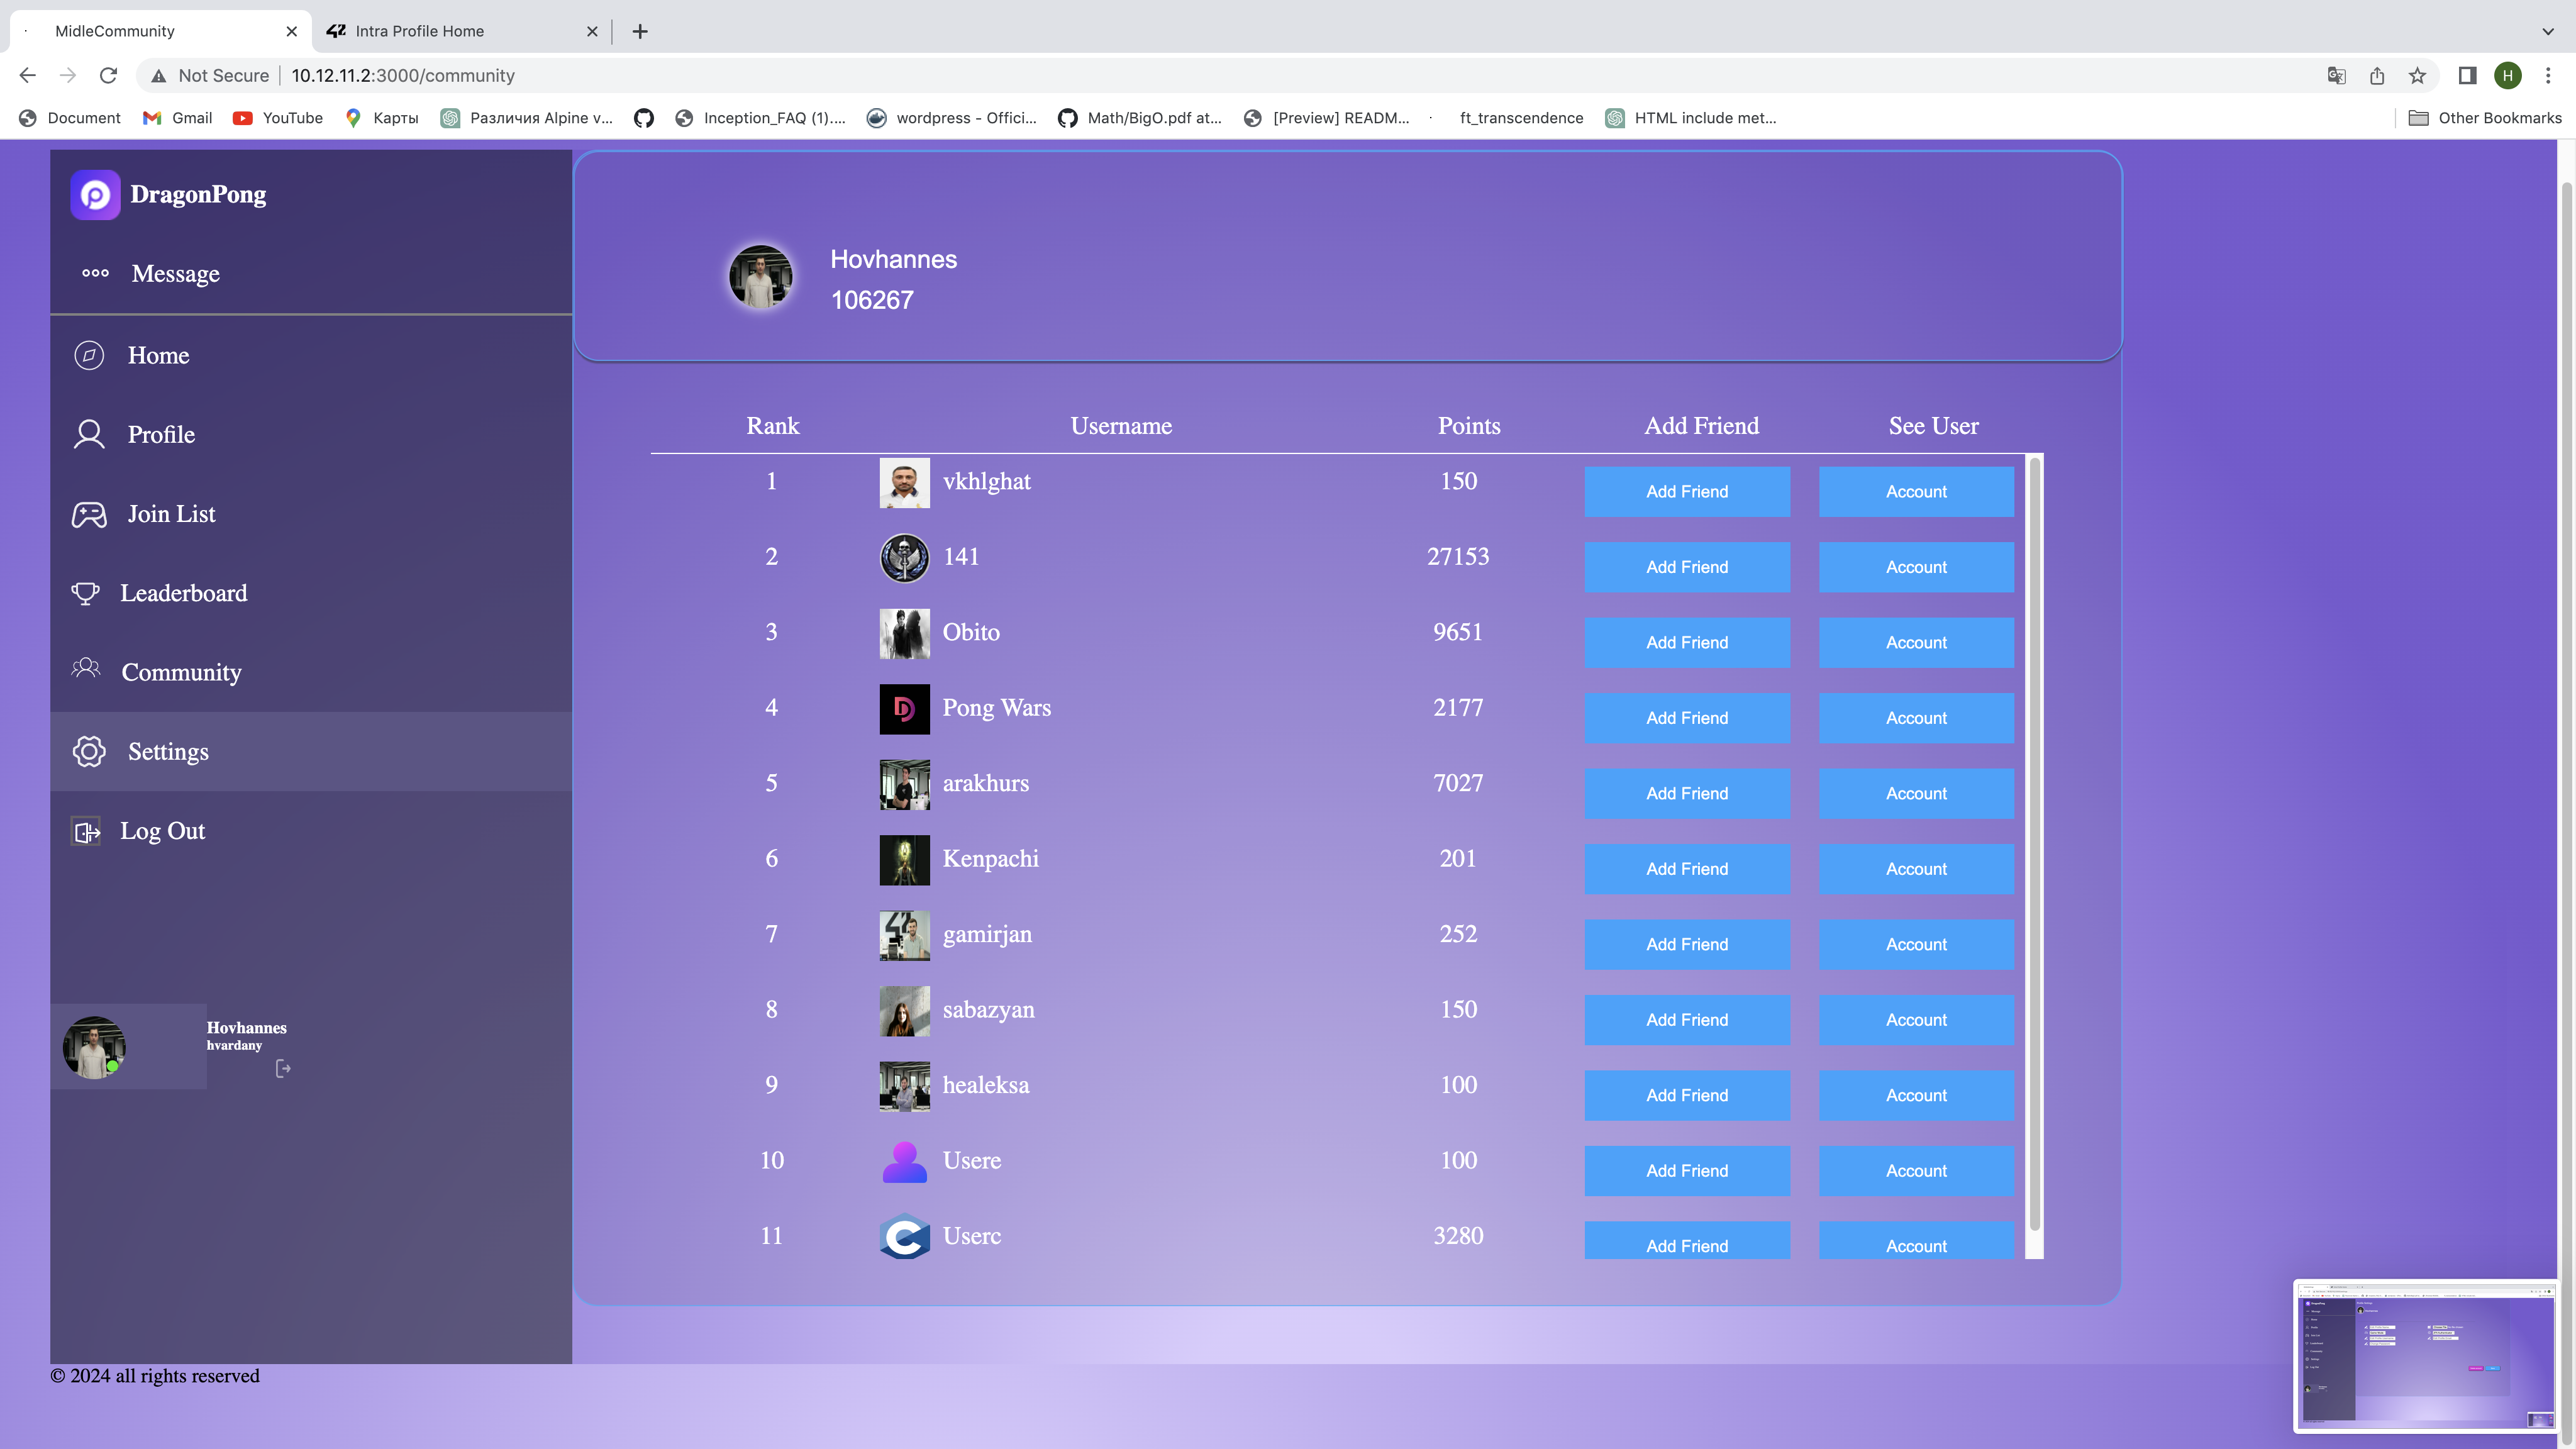 MidleCommunity
42 Intra Profile Home
Not Secure 10.12.11.2:3000/community
H
Document Gmail YouTube Карты Различия Alpine v... Inception_FAQ (1).... wordpress - Offici... Math/BigO.pdf at... [Preview] READM... ft_transcendence HTML include met... Other Bookmarks
DragonPong
Message
Home
Profile
Join List
Leaderboard
Community
Settings
Log Out
Hovhannes
hvardany
Hovhannes
106267
Rank Username Points Add Friend See User
1 vkhlghat 150 Add Friend Account
2 141 27153 Add Friend Account
3 Obito 9651 Add Friend Account
4 Pong Wars 2177 Add Friend Account
5 arakhurs 7027 Add Friend Account
6 Kenpachi 201 Add Friend Account
7 gamirjan 252 Add Friend Account
8 sabazyan 150 Add Friend Account
9 healeksa 100 Add Friend Account
10 Usere 100 Add Friend Account
11 Userc 3280 Add Friend Account
© 2024 all rights reserved